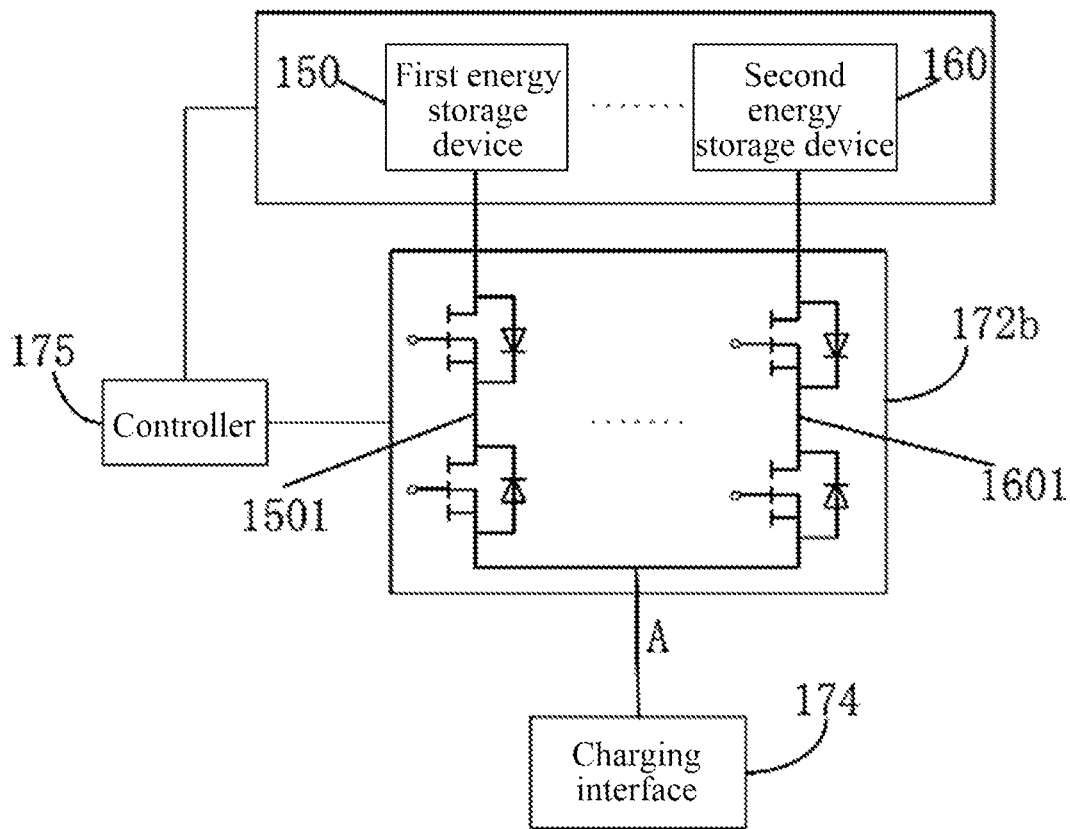 150
First energy
storage
device
Second
energy
storage device
160
172b
175
Controller
1501
1601
A
174
Charging
interface